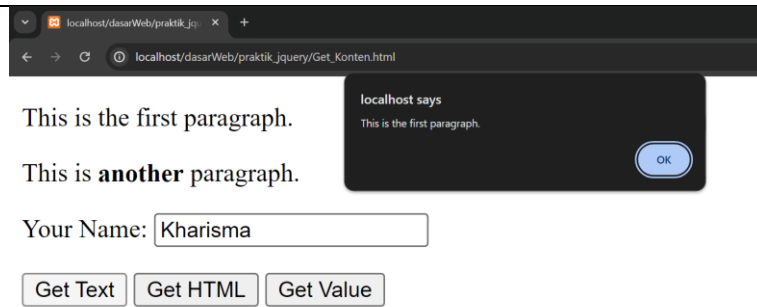 localhost/dasarWeb/praktik_jqu
localhost/dasarWeb/praktik_jquery/Get_Konten.html
localhost says
This is the first paragraph.
OK
This is the first paragraph.
This is another paragraph.
Your Name: Kharisma
Get Text Get HTML Get Value